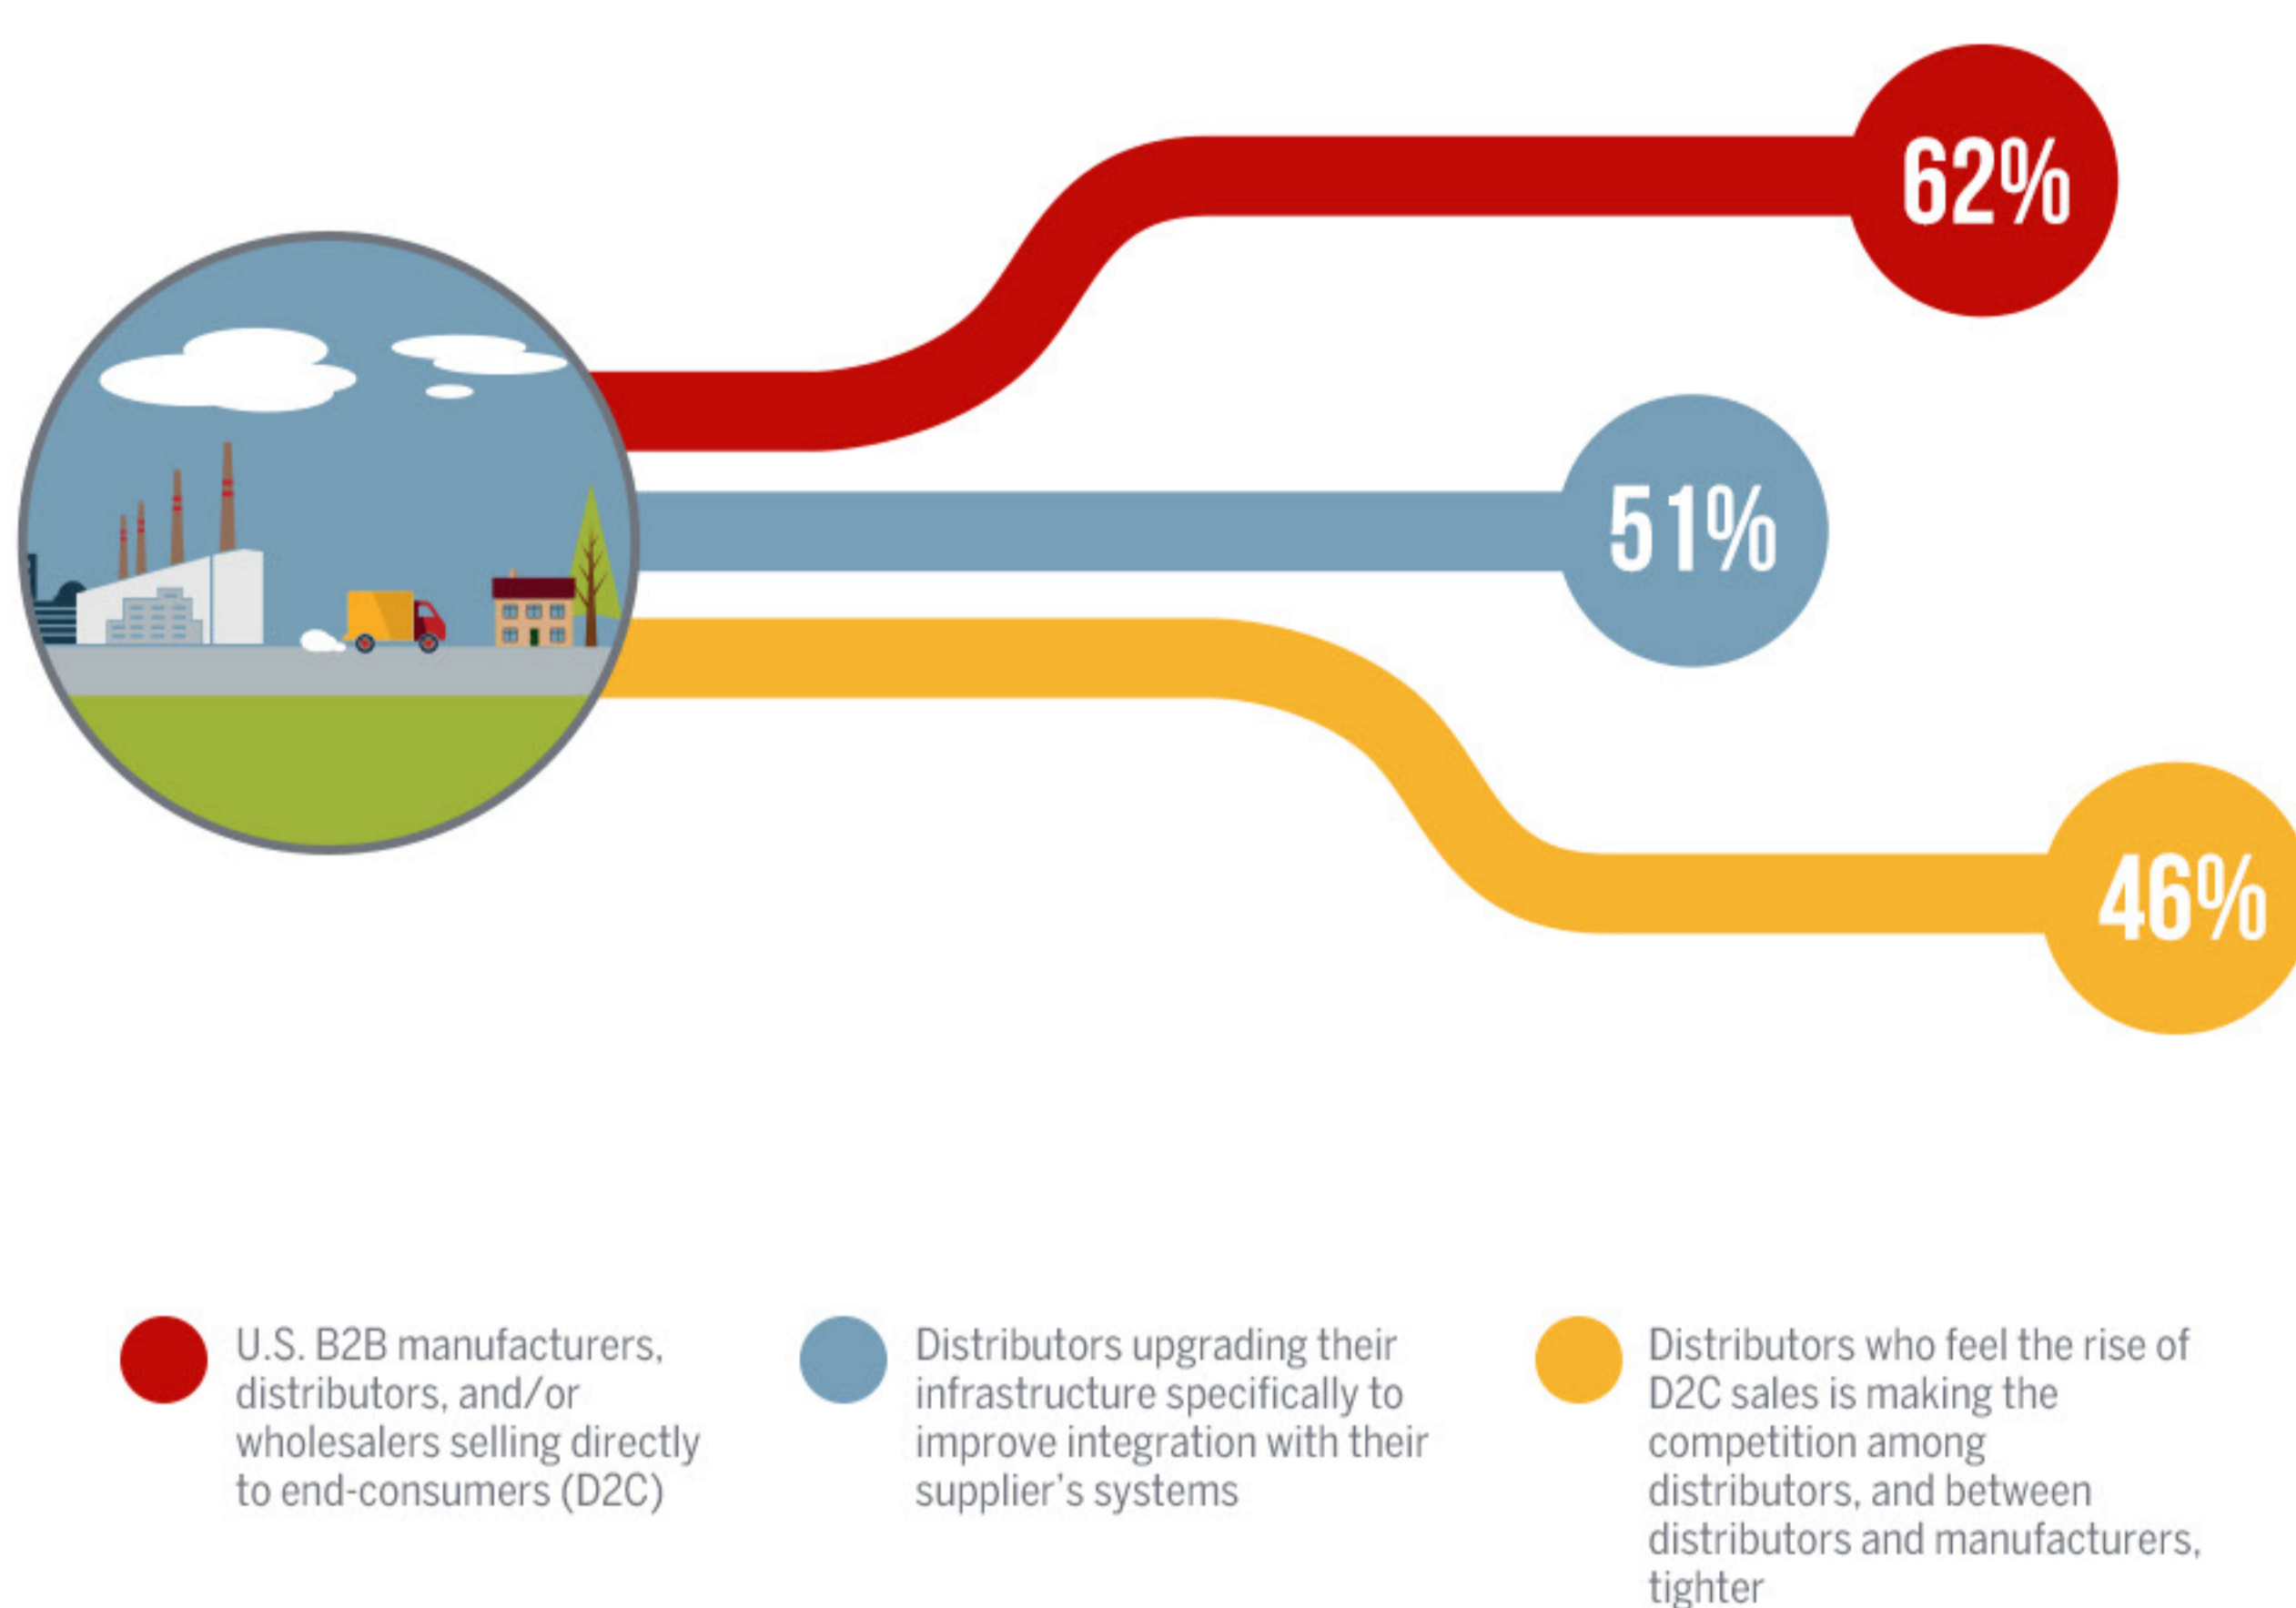 62%
51%
46%
U.S. B2B manufacturers,
distributors, and/or
wholesalers selling directly
to end-consumers (D2C)
Distributors upgrading their
infrastructure specifically to
improve integration with their
supplier's systems
Distributors who feel the rise of
D2C sales is making the
competition among
distributors, and between
distributors and manufacturers,
tighter